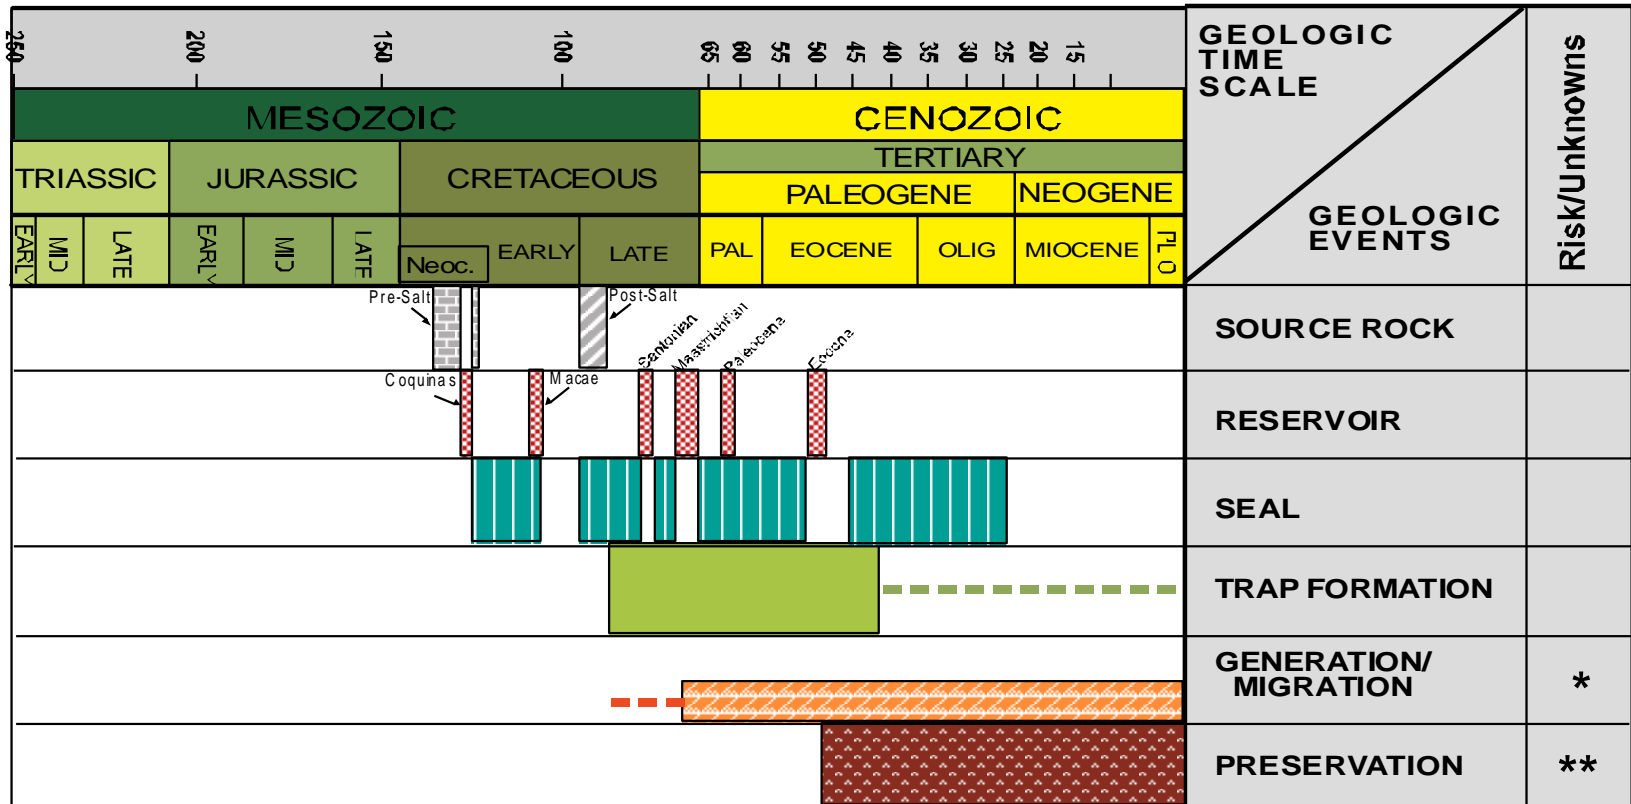 250 200 150 100 65 60 55 50 45 40 35 30 25 20 15
GEOLOGIC
TIME
SCALE
GEOLOGIC
EVENTS
Risk/Unknowns
MESOZOIC CENOZOIC
TERTIARY
TRIASSIC JURASSIC CRETACEOUS PALEOGENE NEOGENE
EARLY MID LATE EARLY MID LATE Neoc. EARLY LATE PAL EOCENE OLIG MIOCENE
Pre-Salt Post-Salt SOURCE ROCK
Santonian Maastrichtian Paleocene Eocene
Coquinas Macae RESERVOIR
SEAL
TRAP FORMATION
GENERATION/
MIGRATION *
PRESERVATION **